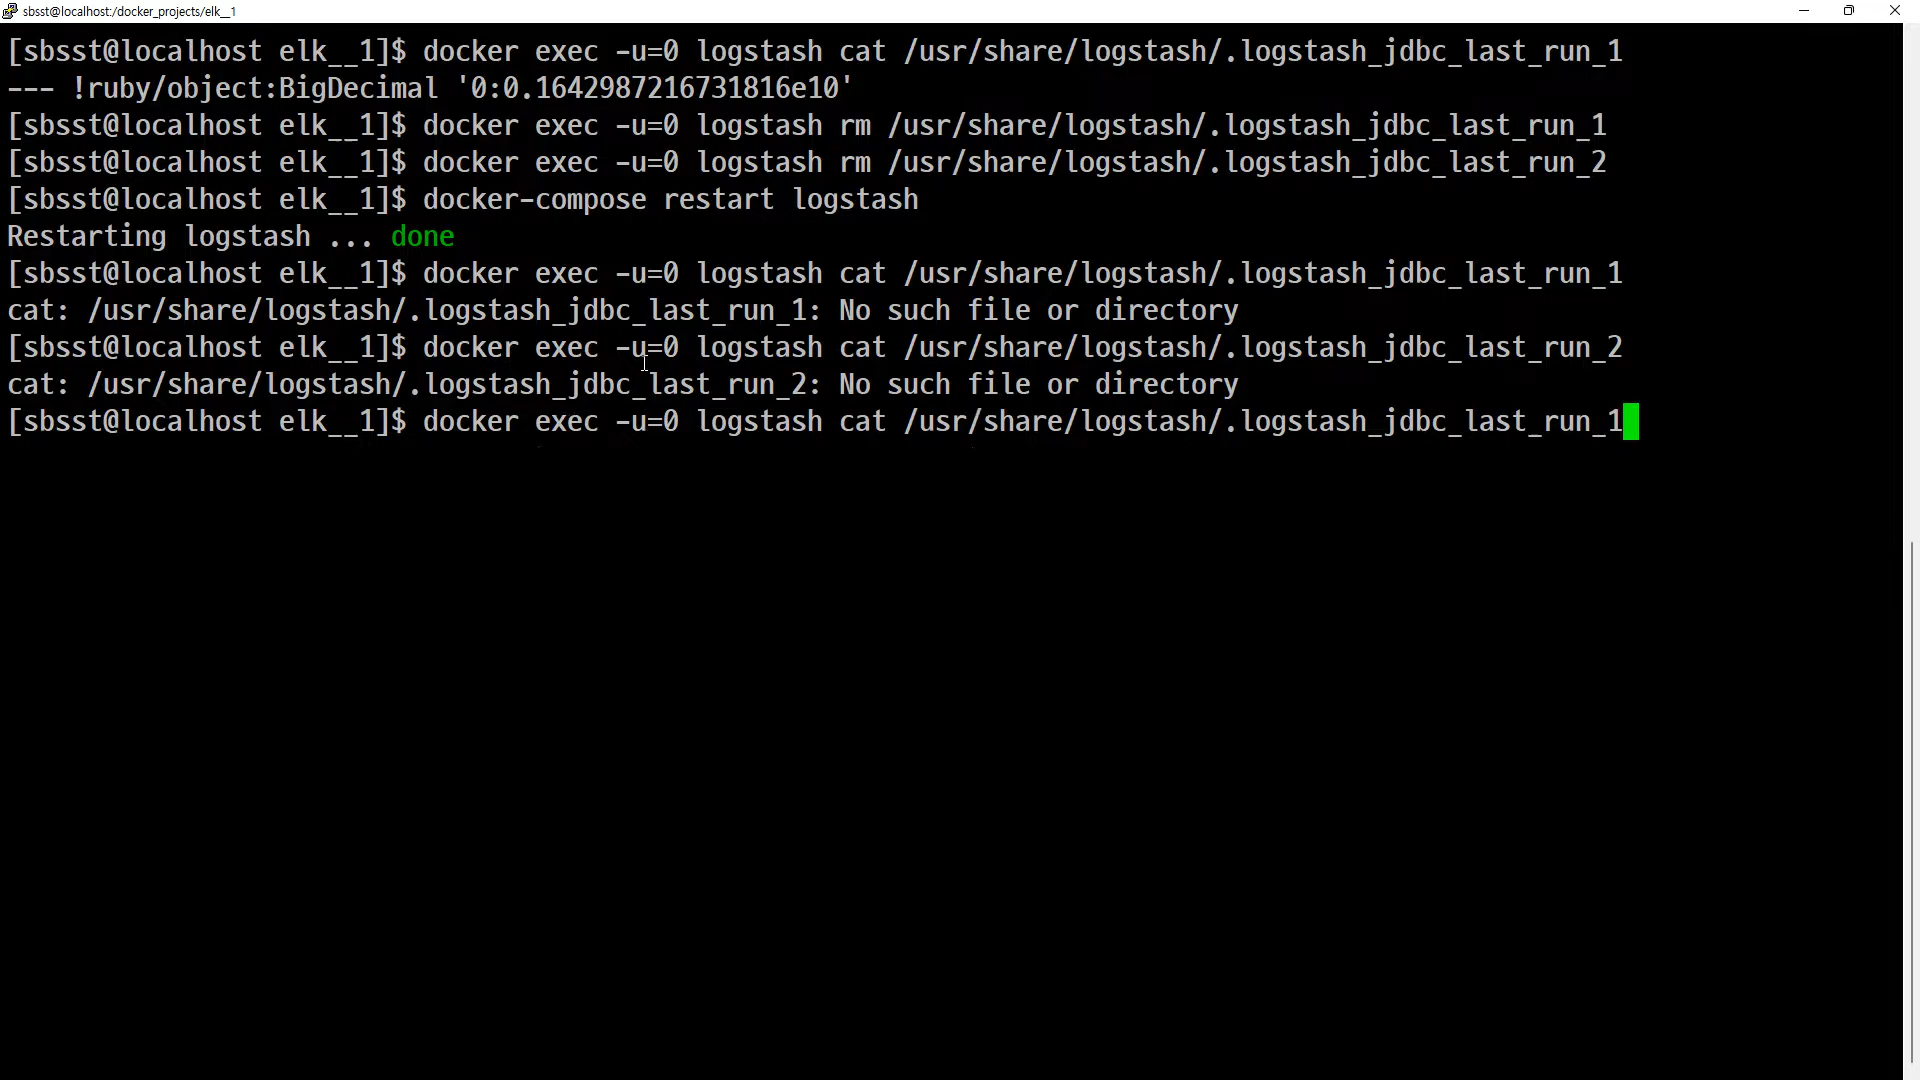 sbsst@localhost:/docker_projects/elk__1
[sbsst@localhost elk__1]$ docker exec -u=0 logstash cat /usr/share/logstash/.logstash_jdbc_last_run_1
--- !ruby/object:BigDecimal '0:0.1642987216731816e10'
[sbsst@localhost elk__1]$ docker exec -u=0 logstash rm /usr/share/logstash/.logstash_jdbc_last_run_1
[sbsst@localhost elk__1]$ docker exec -u=0 logstash rm /usr/share/logstash/.logstash_jdbc_last_run_2
[sbsst@localhost elk__1]$ docker-compose restart logstash
Restarting logstash ... done
[sbsst@localhost elk__1]$ docker exec -u=0 logstash cat /usr/share/logstash/.logstash_jdbc_last_run_1
cat: /usr/share/logstash/.logstash_jdbc_last_run_1: No such file or directory
[sbsst@localhost elk__1]$ docker exec -u=0 logstash cat /usr/share/logstash/.logstash_jdbc_last_run_2
cat: /usr/share/logstash/.logstash_jdbc_last_run_2: No such file or directory
[sbsst@localhost elk__1]$ docker exec -u=0 logstash cat /usr/share/logstash/.logstash_jdbc_last_run_1